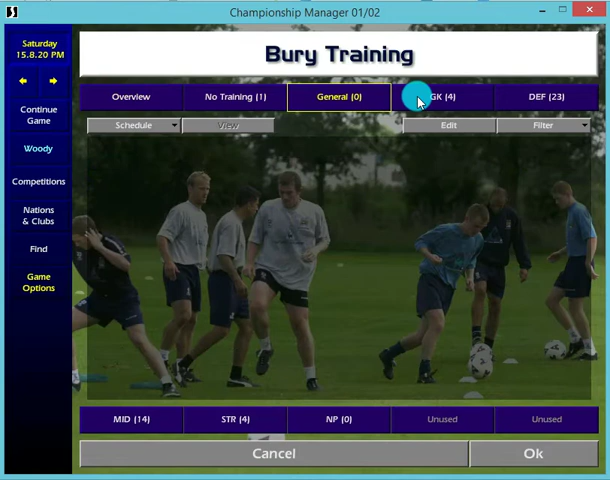 Championship Manager 01/02
Saturday
15.8.20 PM
Bury Training
Overview
No Training (1)
General (0)
GK (4)
DEF (23)
Continue
Game
Schedule
View
Edit
Filter
Woody
Competitions
Nations
& Clubs
Find
Game
Options
MID (14)
STR (4)
NP (0)
Unused
Unused
Cancel
Ok